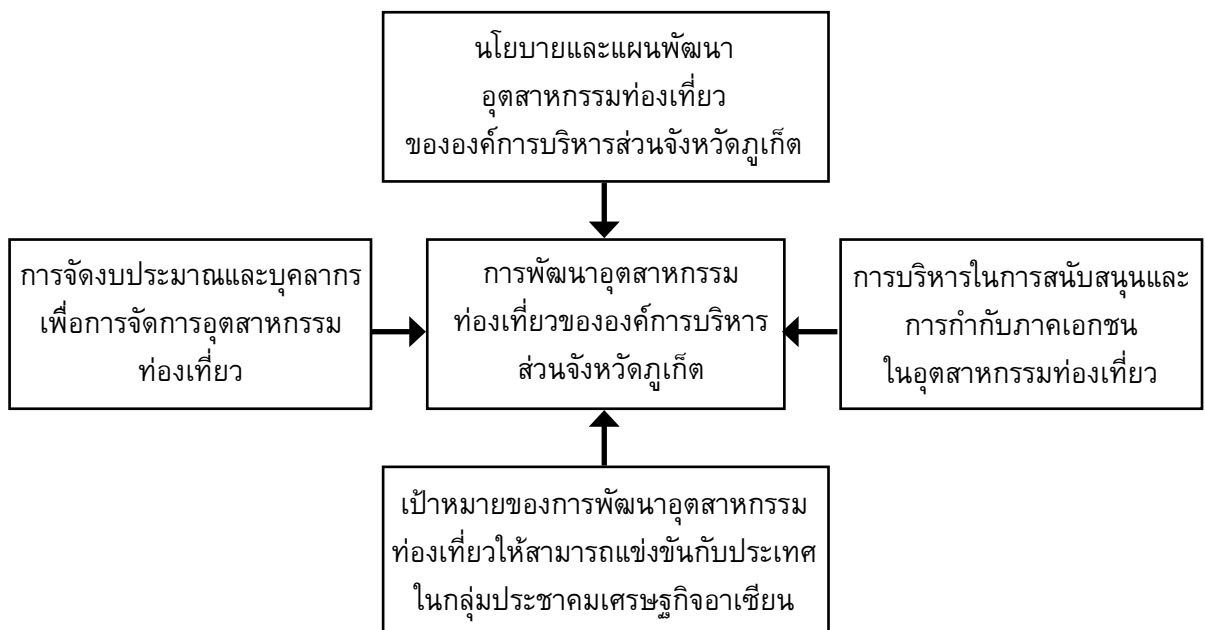 นโยบายและแผนพัฒนา
อุตสาหกรรมท่องเที่ยว
ขององค์การบริหารส่วนจังหวัดภูเก็ต
การจัดงบประมาณและบุคลากร
เพื่อการจัดการอุตสาหกรรม
ท่องเที่ยว
การพัฒนาอุตสาหกรรม
ท่องเที่ยวขององค์การบริหาร
ส่วนจังหวัดภูเก็ต
การบริหารในการสนับสนุนและ
การกำกับภาคเอกชน
ในอุตสาหกรรมท่องเที่ยว
เป้าหมายของการพัฒนาอุตสาหกรรม
ท่องเที่ยวให้สามารถแข่งขันกับประเทศ
ในกลุ่มประชาคมเศรษฐกิจอาเซียน